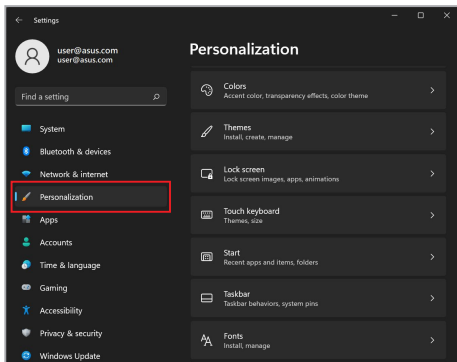 Settings
user@asus.com
user@asus.com
Find a setting
System
Bluetooth & devices
Network & internet
Personalization
Apps
Accounts
Time & language
Gaming
Accessibility
Privacy & security
Windows Update
Personalization
Colors
Accent color, transparency effects, color theme
Themes
Install, create, manage
Lock screen
Lock screen images, apps, animations
Touch keyboard
Themes, size
Start
Recent apps and items, folders
Taskbar
Taskbar behaviors, system pins
Fonts
Install, manage